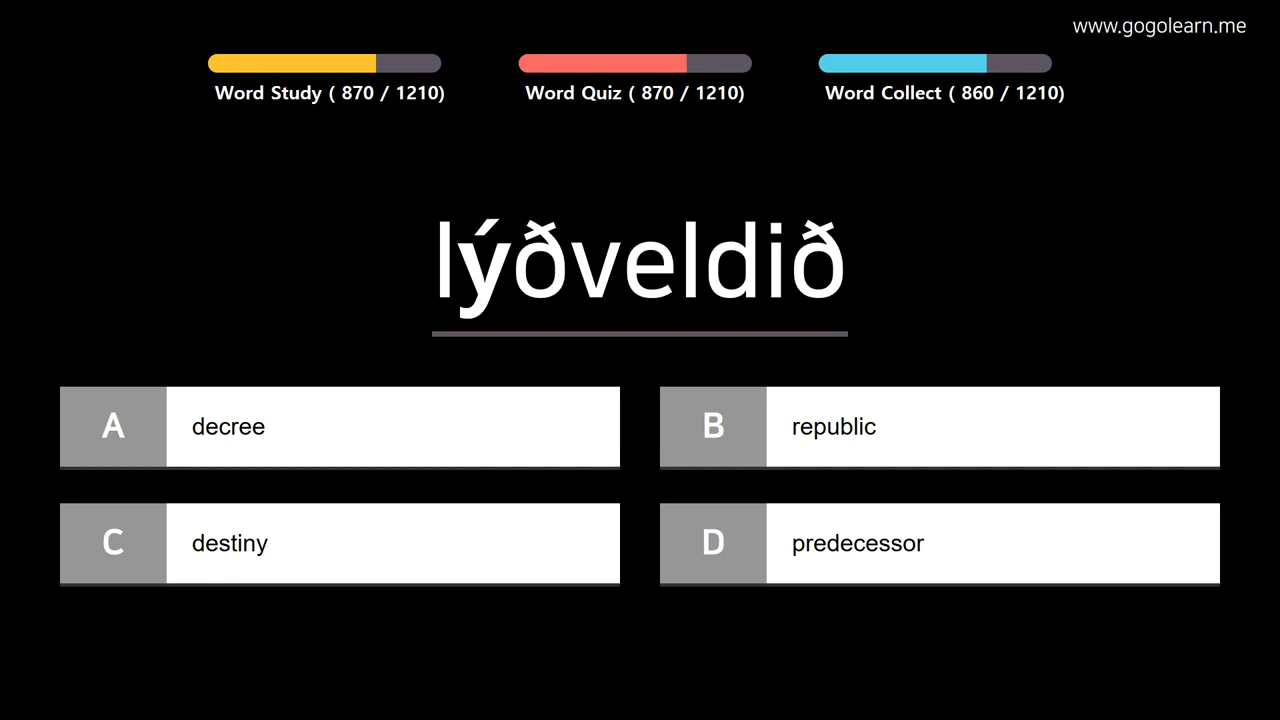 www.gogolearn.me
Word Study ( 870 / 1210)
Word Quiz ( 870 / 1210)
Word Collect ( 860 / 1210)
lýðveldið
A decree
B republic
C destiny
D predecessor